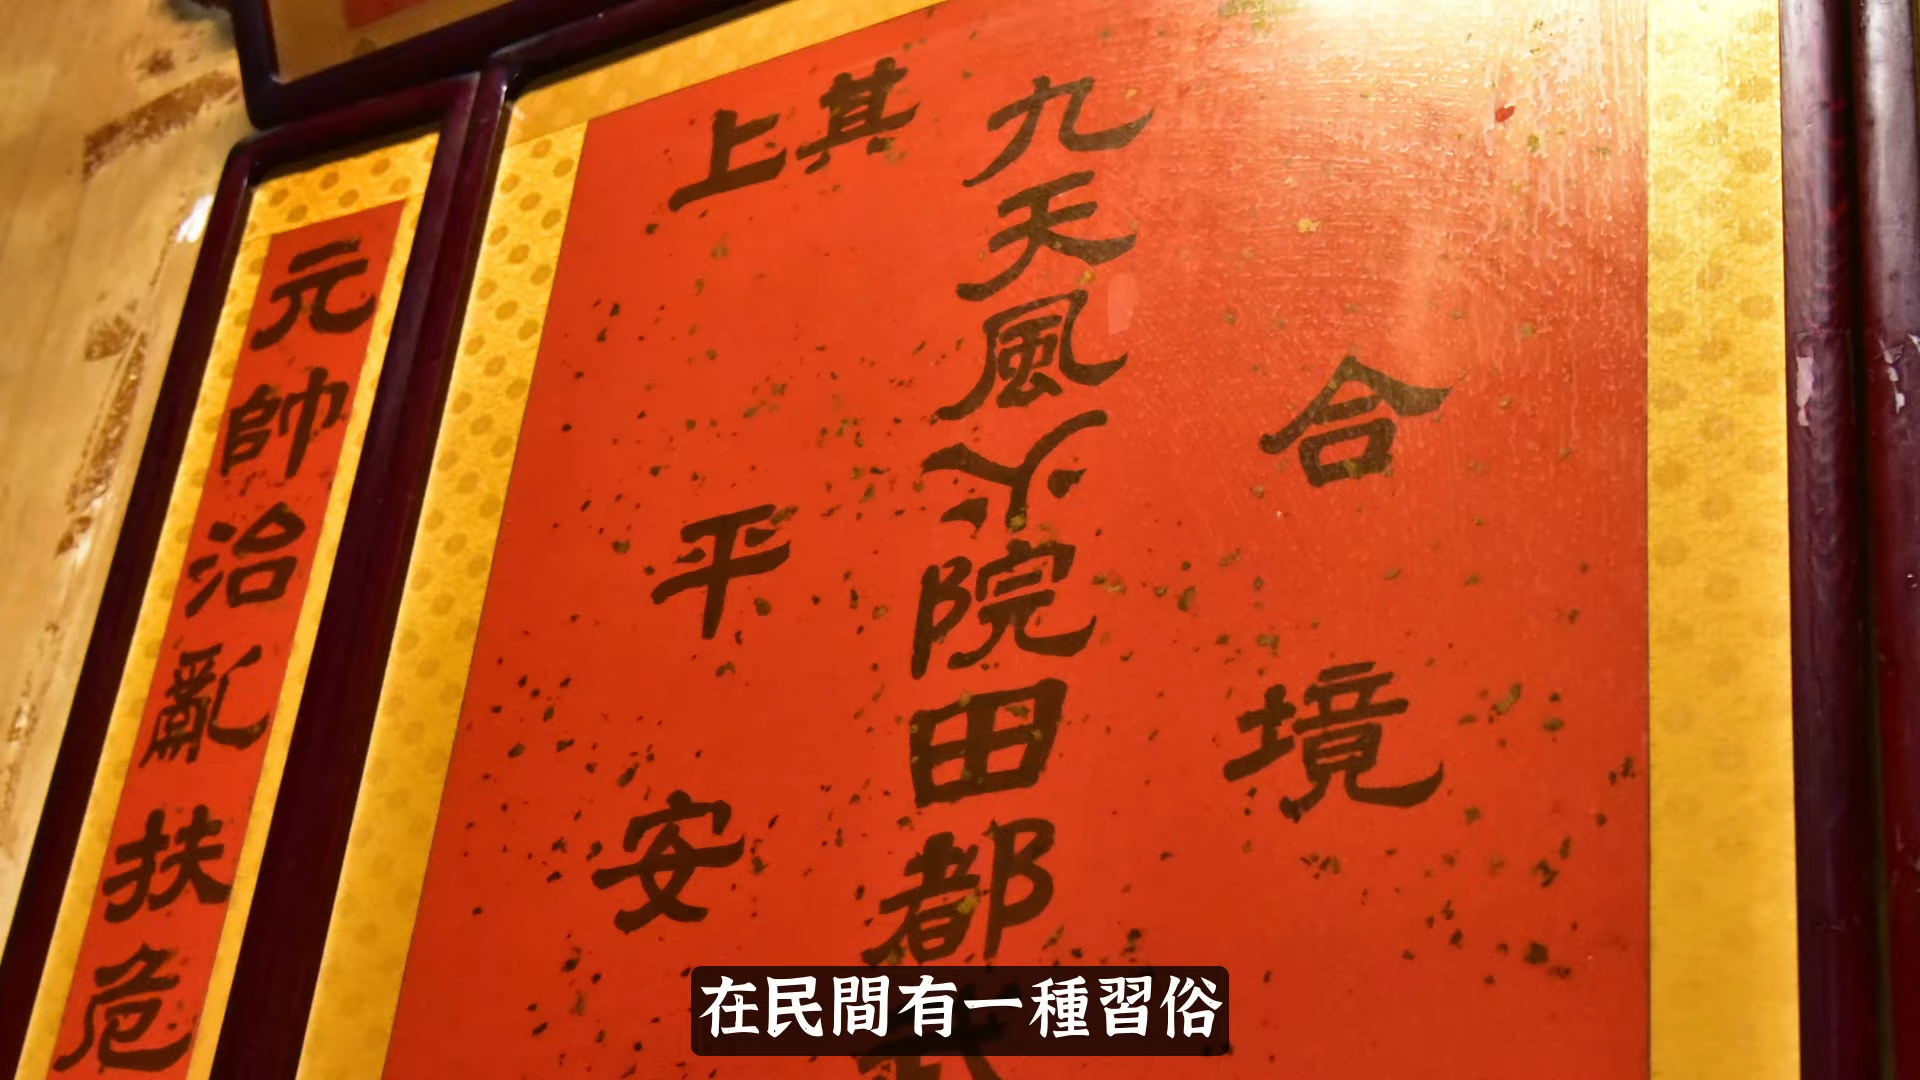 合境
九天風火院田都
其上
平安
元帥治亂扶危
在民間有一種習俗